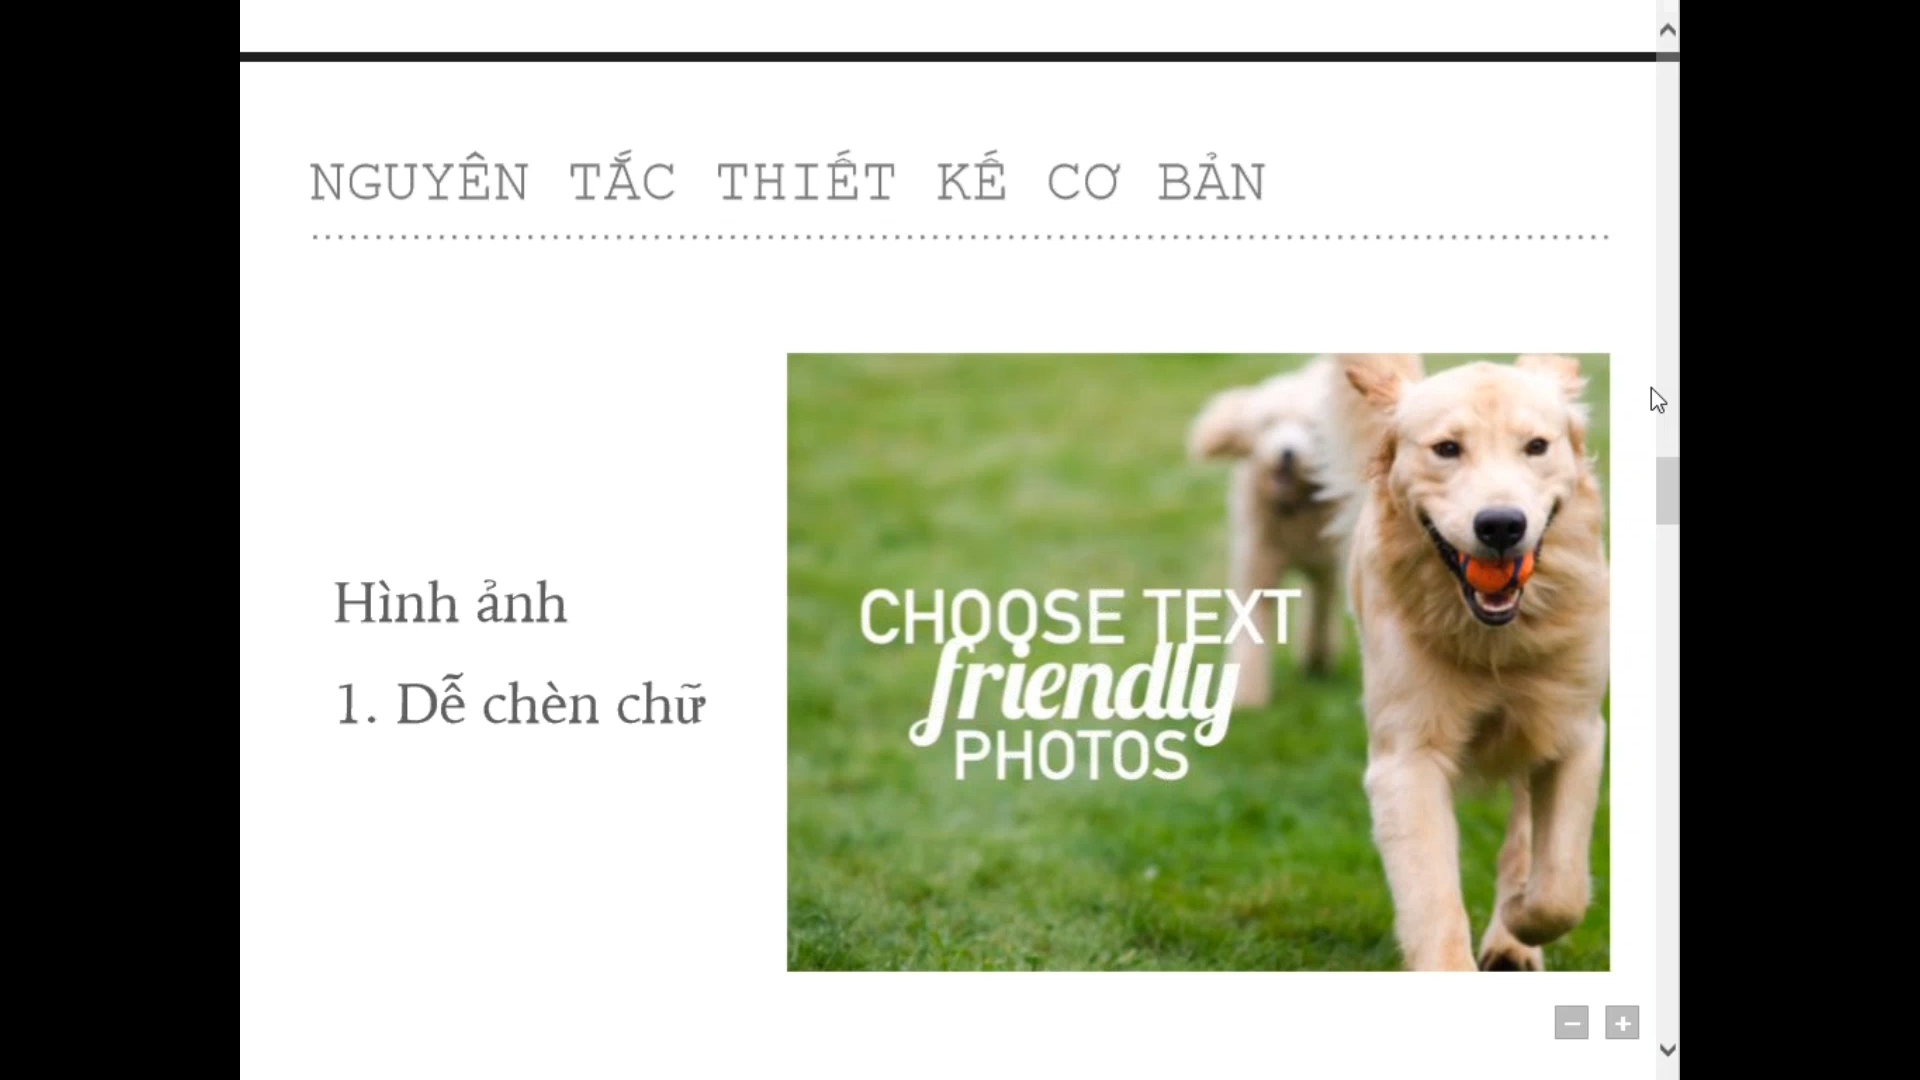 NGUYÊN TẮC THIẾT KẾ CƠ BẢN
Hình ảnh
1. Dễ chèn chữ
CHOOSE TEXT
friendly
PHOTOS